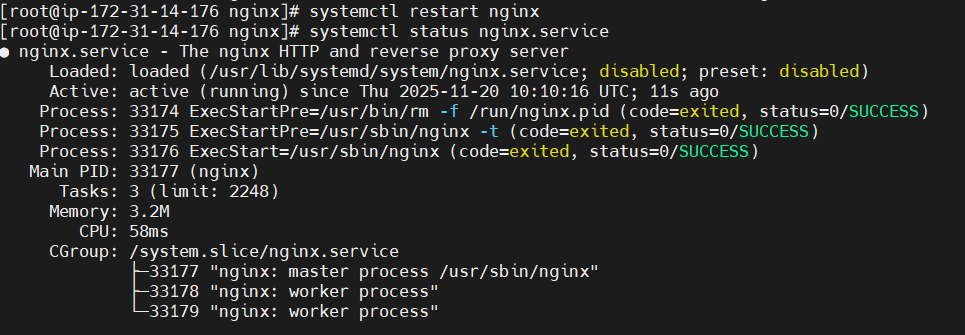 [root@ip-172-31-14-176 nginx]# systemctl restart nginx
[root@ip-172-31-14-176 nginx]# systemctl status nginx.service
● nginx.service - The nginx HTTP and reverse proxy server
     Loaded: loaded (/usr/lib/systemd/system/nginx.service; disabled; preset: disabled)
     Active: active (running) since Thu 2025-11-20 10:10:16 UTC; 11s ago
    Process: 33174 ExecStartPre=/usr/bin/rm -f /run/nginx.pid (code=exited, status=0/SUCCESS)
    Process: 33175 ExecStartPre=/usr/sbin/nginx -t (code=exited, status=0/SUCCESS)
    Process: 33176 ExecStart=/usr/sbin/nginx (code=exited, status=0/SUCCESS)
   Main PID: 33177 (nginx)
      Tasks: 3 (limit: 2248)
     Memory: 3.2M
        CPU: 58ms
     CGroup: /system.slice/nginx.service
             ├─33177 "nginx: master process /usr/sbin/nginx"
             ├─33178 "nginx: worker process"
             └─33179 "nginx: worker process"